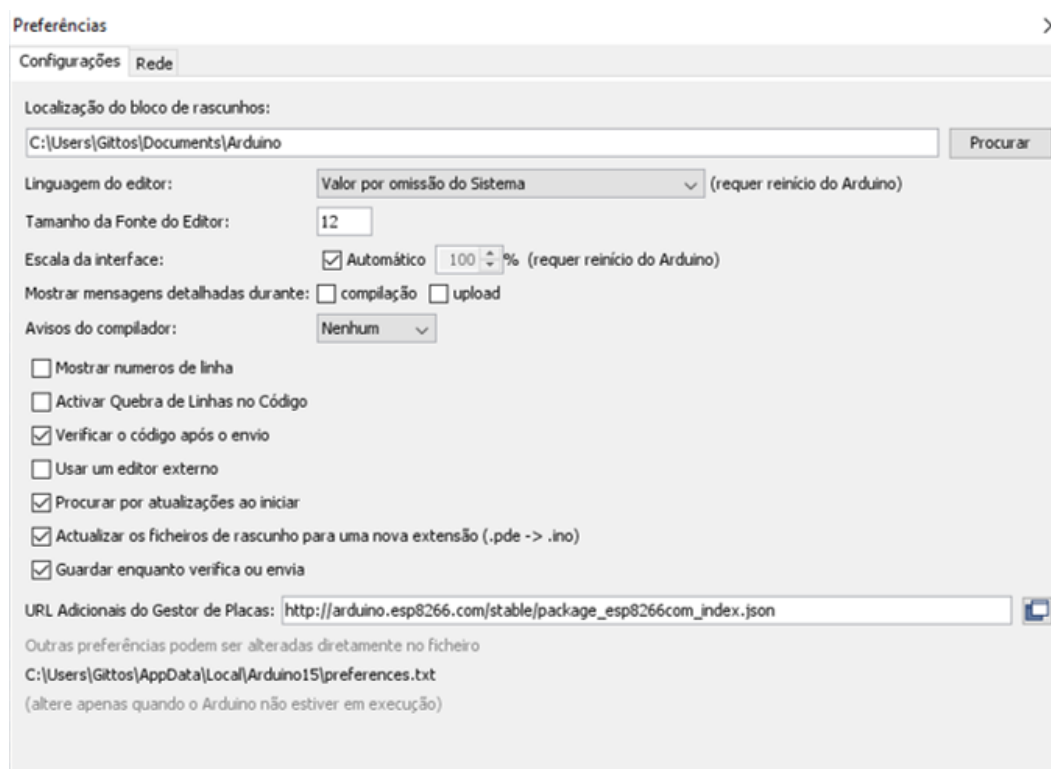 Preferências
Configurações Rede
Localização do bloco de rascunhos:
C:\Users\Gittos\Documents\Arduino Procurar
Linguagem do editor: Valor por omissão do Sistema (requer reinício do Arduino)
Tamanho da Fonte do Editor: 12
Escala da interface: Automático 100 % (requer reinício do Arduino)
Mostrar mensagens detalhadas durante: compilação upload
Avisos do compilador: Nenhum
Mostrar numeros de linha
Activar Quebra de Linhas no Código
Verificar o código após o envio
Usar um editor externo
Procurar por atualizações ao iniciar
Actualizar os ficheiros de rascunho para uma nova extensão (.pde -> .ino)
Guardar enquanto verifica ou envia
URL Adicionais do Gestor de Placas: http://arduino.esp8266.com/stable/package_esp8266com_index.json
Outras preferências podem ser alteradas diretamente no ficheiro
C:\Users\Gittos\AppData\Local\Arduino15\preferences.txt
(altere apenas quando o Arduino não estiver em execução)